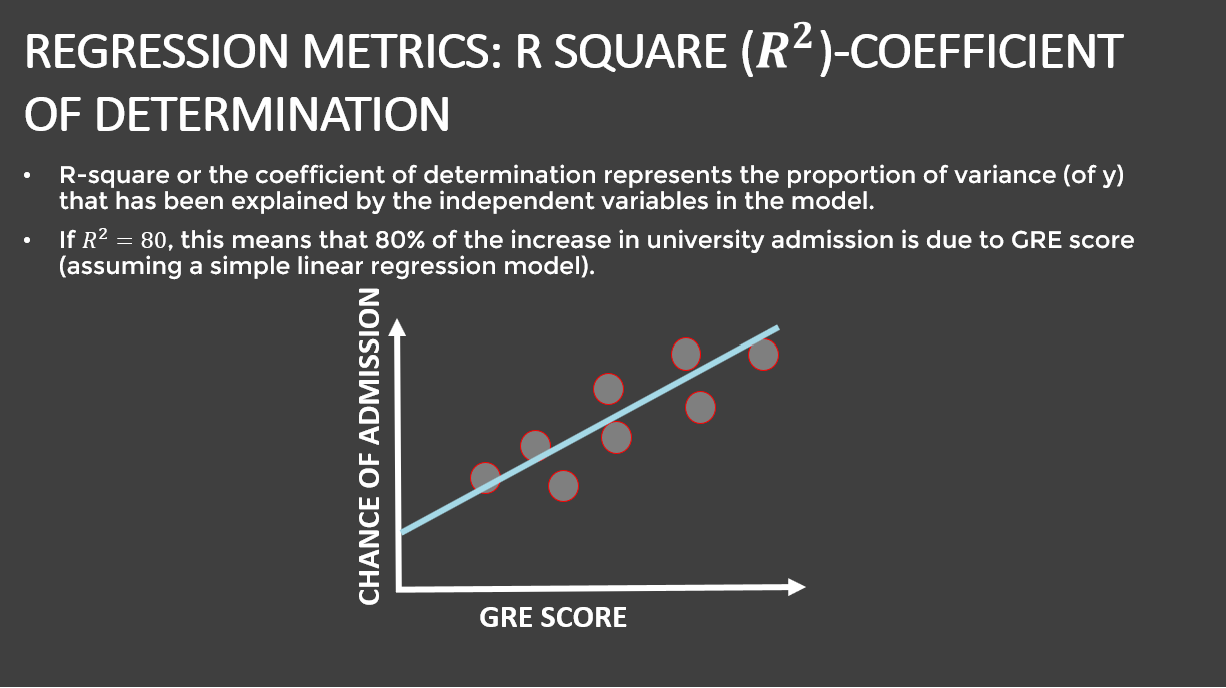 REGRESSION METRICS: R SQUARE (R²)-COEFFICIENT
OF DETERMINATION
• R-square or the coefficient of determination represents the proportion of variance (of y)
that has been explained by the independent variables in the model.
• If R² = 80, this means that 80% of the increase in university admission is due to GRE score
(assuming a simple linear regression model).
CHANCE OF ADMISSION
GRE SCORE